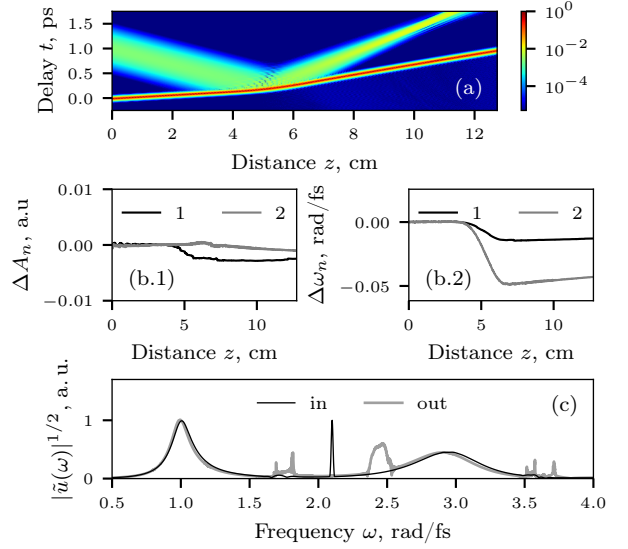 Delay t, ps
1.5
1.0
0.5
0.0
(a)
10^0
10^−2
10^−4
0 2 4 6 8 10 12
Distance z, cm
ΔA_n, a.u
0.01
0.00
−0.01
1 2
(b.1)
0 5 10
Distance z, cm
Δω_n, rad/fs
0.00
−0.05
1 2
(b.2)
0 5 10
Distance z, cm
|ũ(ω)|^1/2, a. u.
1
0
in out
(c)
0.5 1.0 1.5 2.0 2.5 3.0 3.5 4.0
Frequency ω, rad/fs